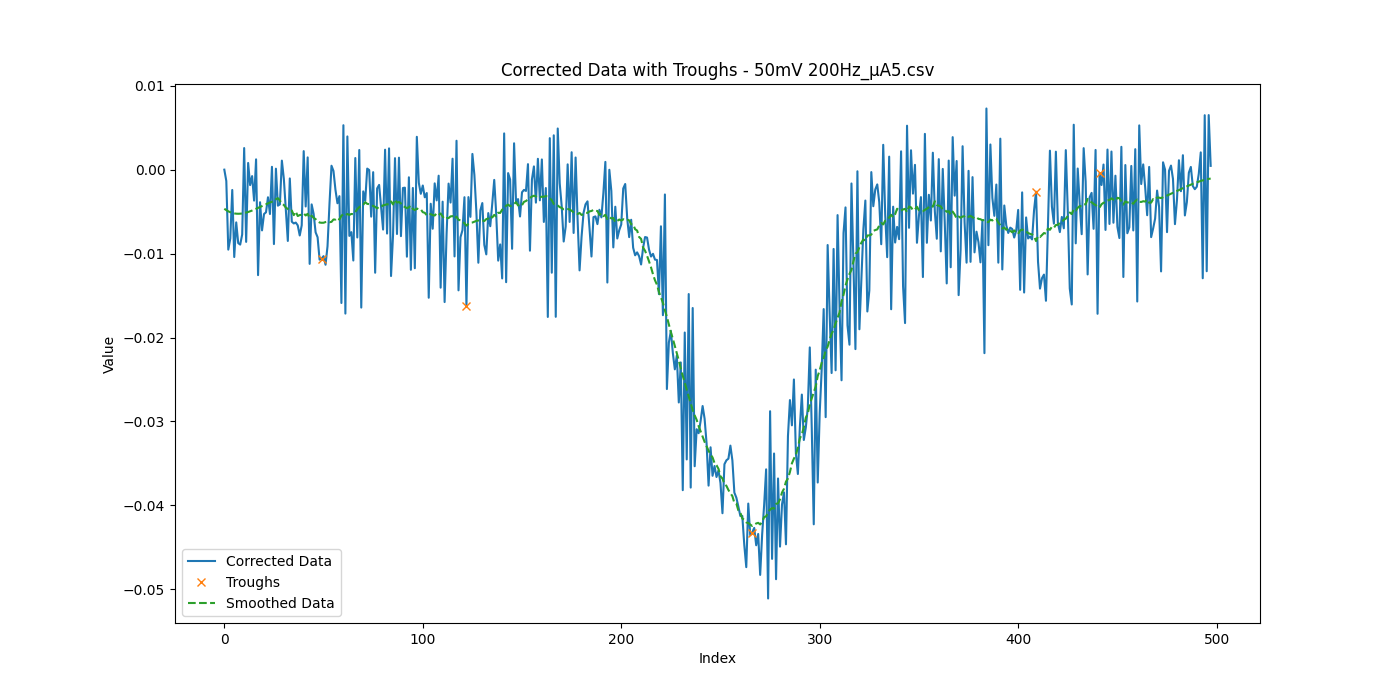 Corrected Data with Troughs - 50mV 200Hz_μA5.csv
0.01
0.00
−0.01
−0.02
−0.03
−0.04
−0.05
Value
Corrected Data
Troughs
Smoothed Data
0 100 200 300 400 500
Index